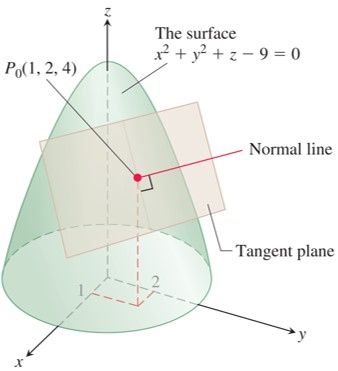 z
The surface
x² + y² + z − 9 = 0
P₀(1, 2, 4)
Normal line
Tangent plane
1
2
y
x